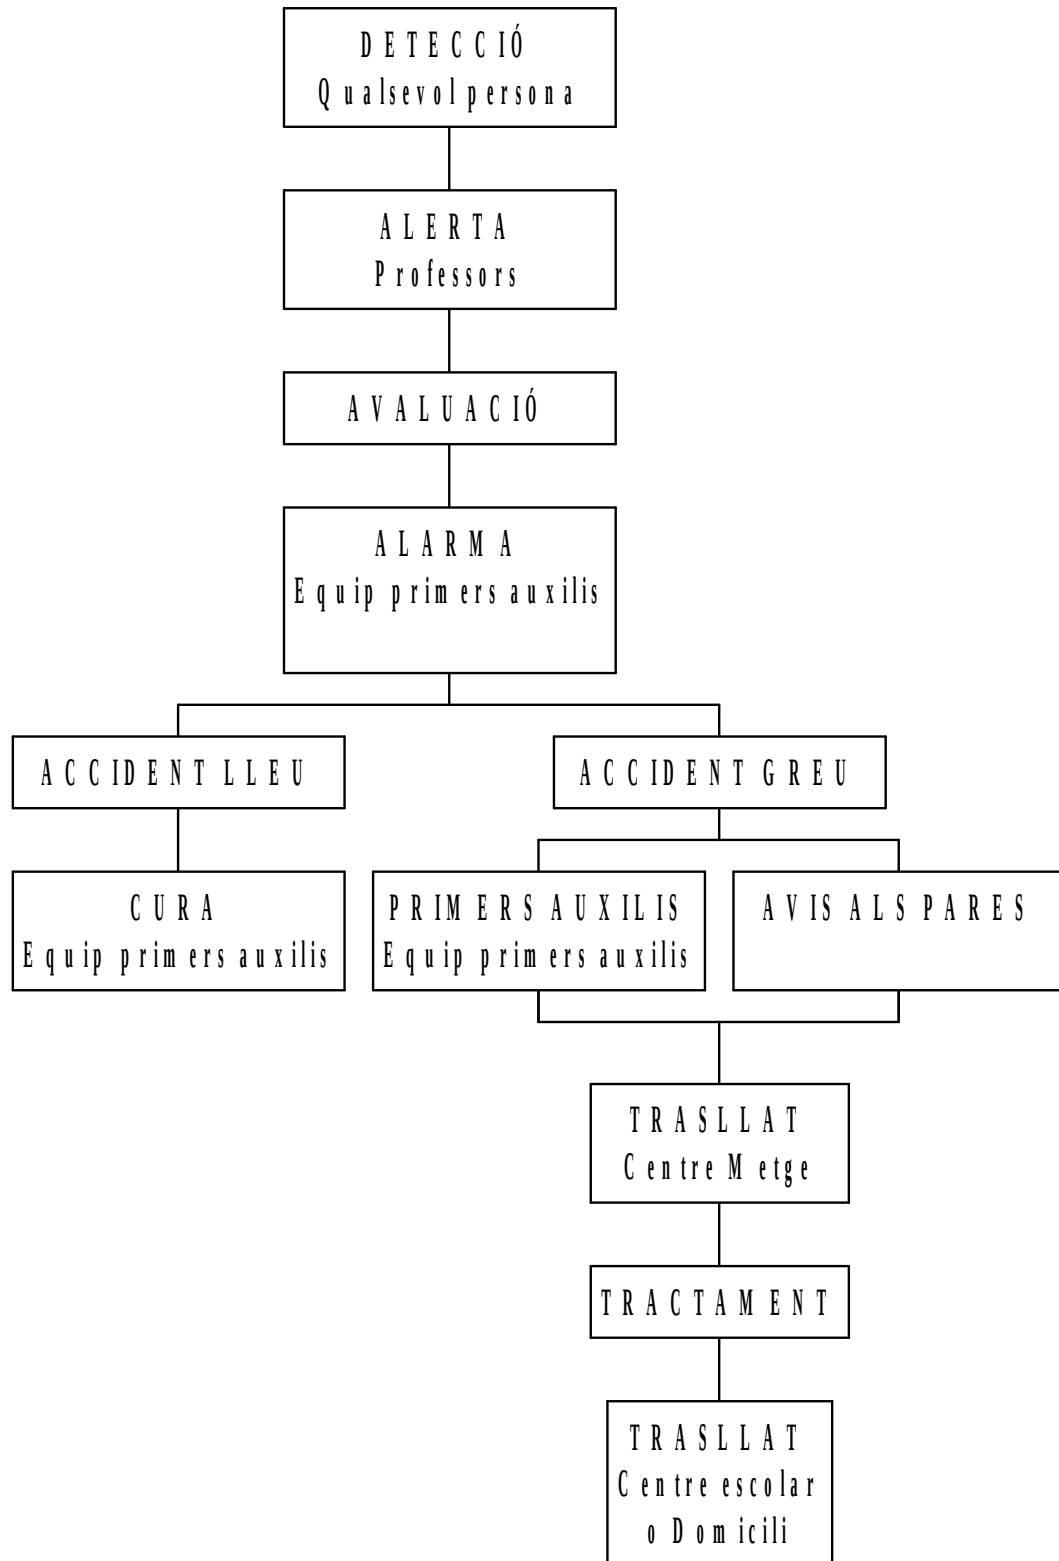 DETECCIÓ
Qualsevol persona
ALERTA
Professors
AVALUACIÓ
ALARMA
Equip primers auxilis
ACCIDENT LLEU
ACCIDENT GREU
CURA
Equip primers auxilis
PRIMERS AUXILIS
Equip primers auxilis
AVIS ALS PARES
TRASLLAT
Centre Metge
TRACTAMENT
TRASLLAT
Centre escolar
o Domicili